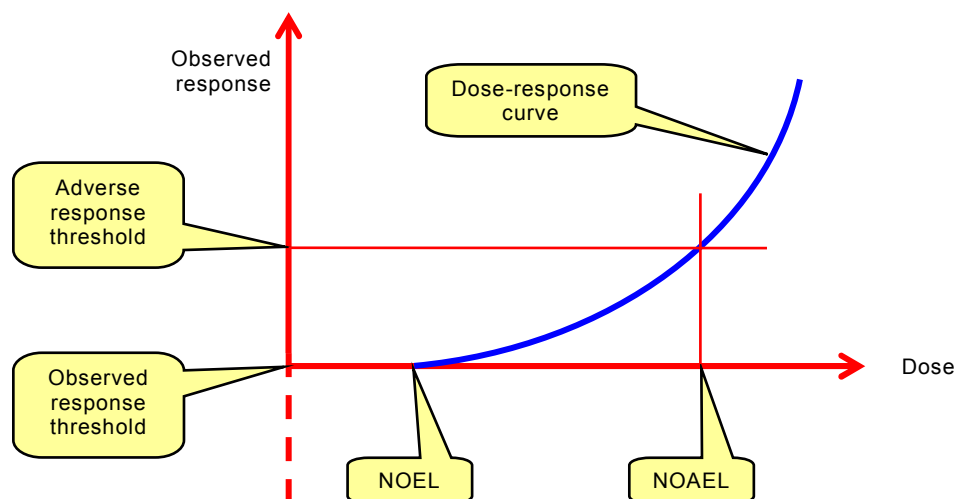 Observed
response
Dose-response
curve
Adverse
response
threshold
Observed
response
threshold
Dose
NOEL
NOAEL